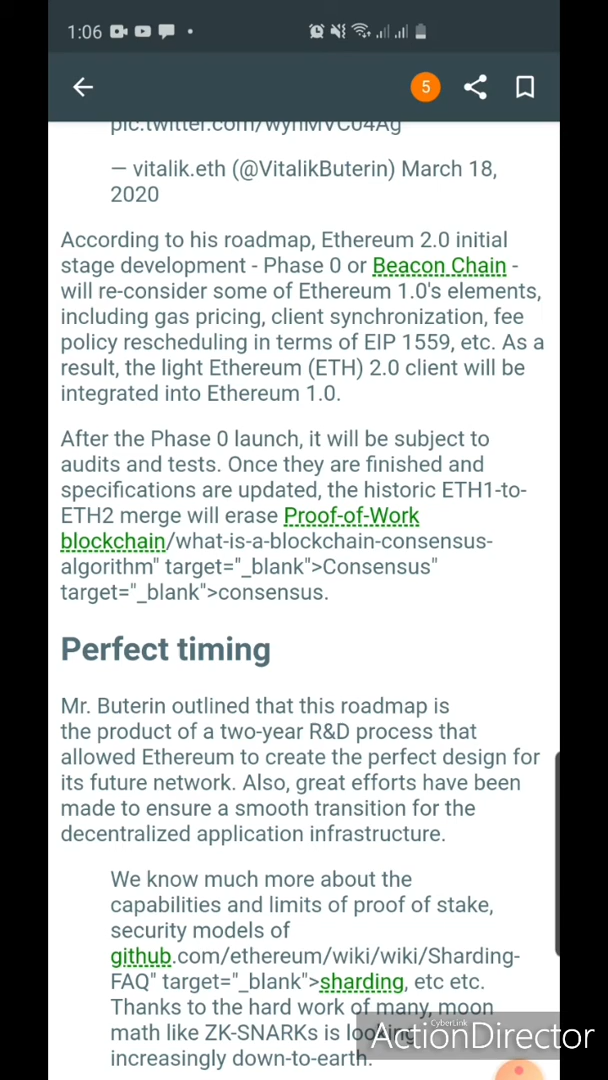 1:06
5
pic.twitter.com/wyhMVC04Ag
— vitalik.eth (@VitalikButerin) March 18,
2020
According to his roadmap, Ethereum 2.0 initial
stage development - Phase 0 or Beacon Chain -
will re-consider some of Ethereum 1.0's elements,
including gas pricing, client synchronization, fee
policy rescheduling in terms of EIP 1559, etc. As a
result, the light Ethereum (ETH) 2.0 client will be
integrated into Ethereum 1.0.
After the Phase 0 launch, it will be subject to
audits and tests. Once they are finished and
specifications are updated, the historic ETH1-to-
ETH2 merge will erase Proof-of-Work
blockchain/what-is-a-blockchain-consensus-
algorithm" target="_blank">Consensus"
target="_blank">consensus.
Perfect timing
Mr. Buterin outlined that this roadmap is
the product of a two-year R&D process that
allowed Ethereum to create the perfect design for
its future network. Also, great efforts have been
made to ensure a smooth transition for the
decentralized application infrastructure.
We know much more about the
capabilities and limits of proof of stake,
security models of
github.com/ethereum/wiki/wiki/Sharding-
FAQ" target="_blank">sharding, etc etc.
Thanks to the hard work of many, moon
math like ZK-SNARKs is looking
increasingly down-to-earth.
CyberLink
ActionDirector